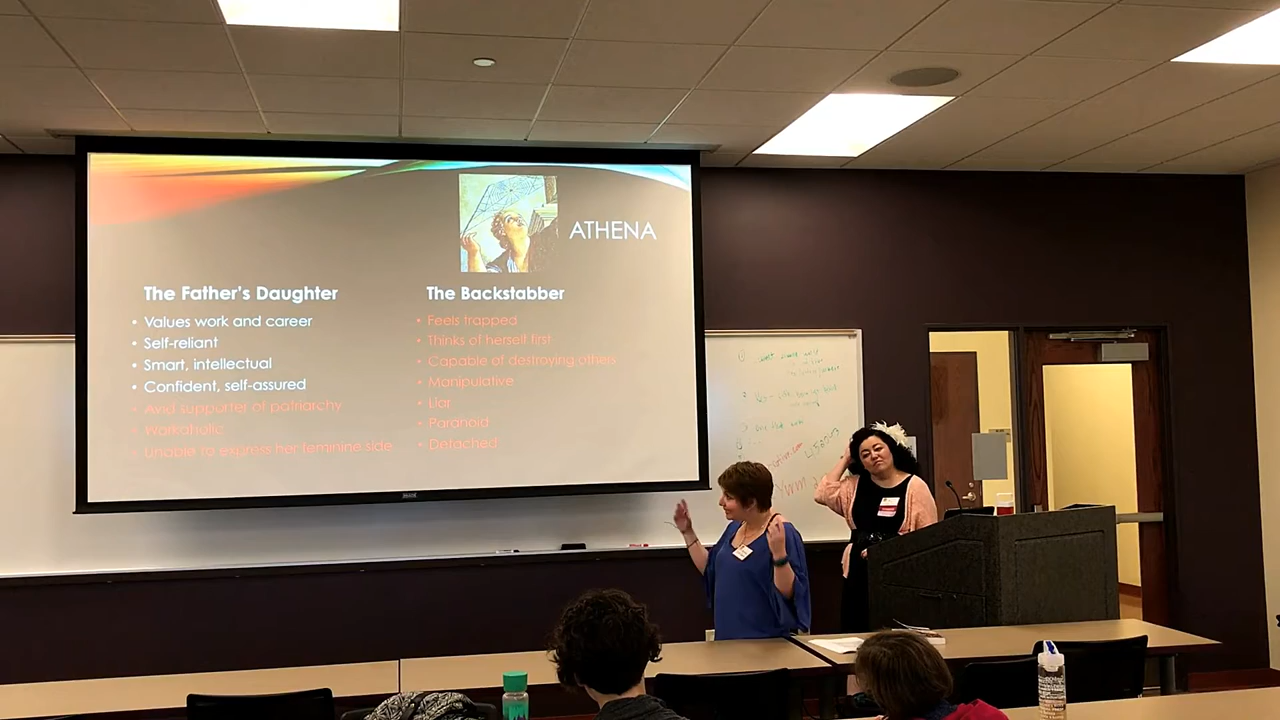 ATHENA
The Father's Daughter
• Values work and career
• Self-reliant
• Smart, intellectual
• Confident, self-assured
• Avid supporter of patriarchy
• Workaholic
• Unable to express her feminine side
The Backstabber
• Feels trapped
• Thinks of herself first
• Capable of destroying others
• Manipulative
• Liar
• Paranoid
• Detached